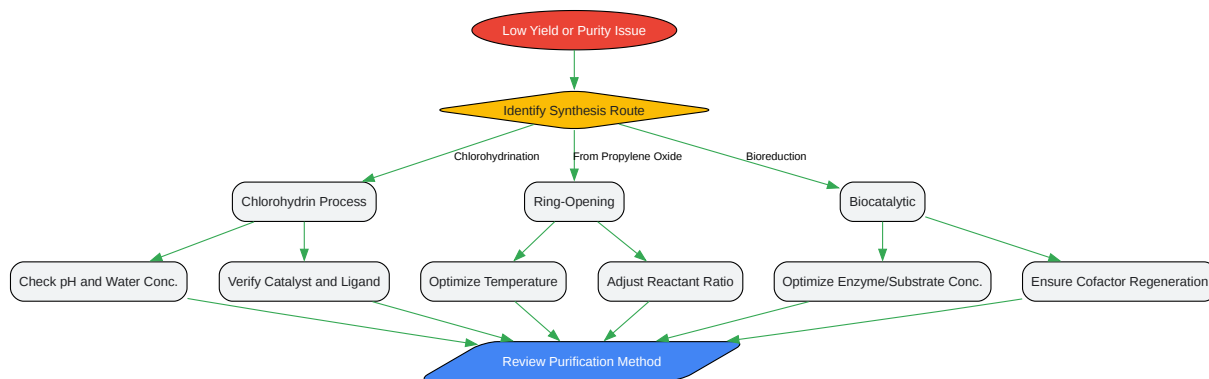 Low Yield or Purity Issue
Identify Synthesis Route
Chlorohydrination
From Propylene Oxide
Bioreduction
Chlorohydrin Process
Ring-Opening
Biocatalytic
Check pH and Water Conc.
Verify Catalyst and Ligand
Optimize Temperature
Adjust Reactant Ratio
Optimize Enzyme/Substrate Conc.
Ensure Cofactor Regeneration
Review Purification Method